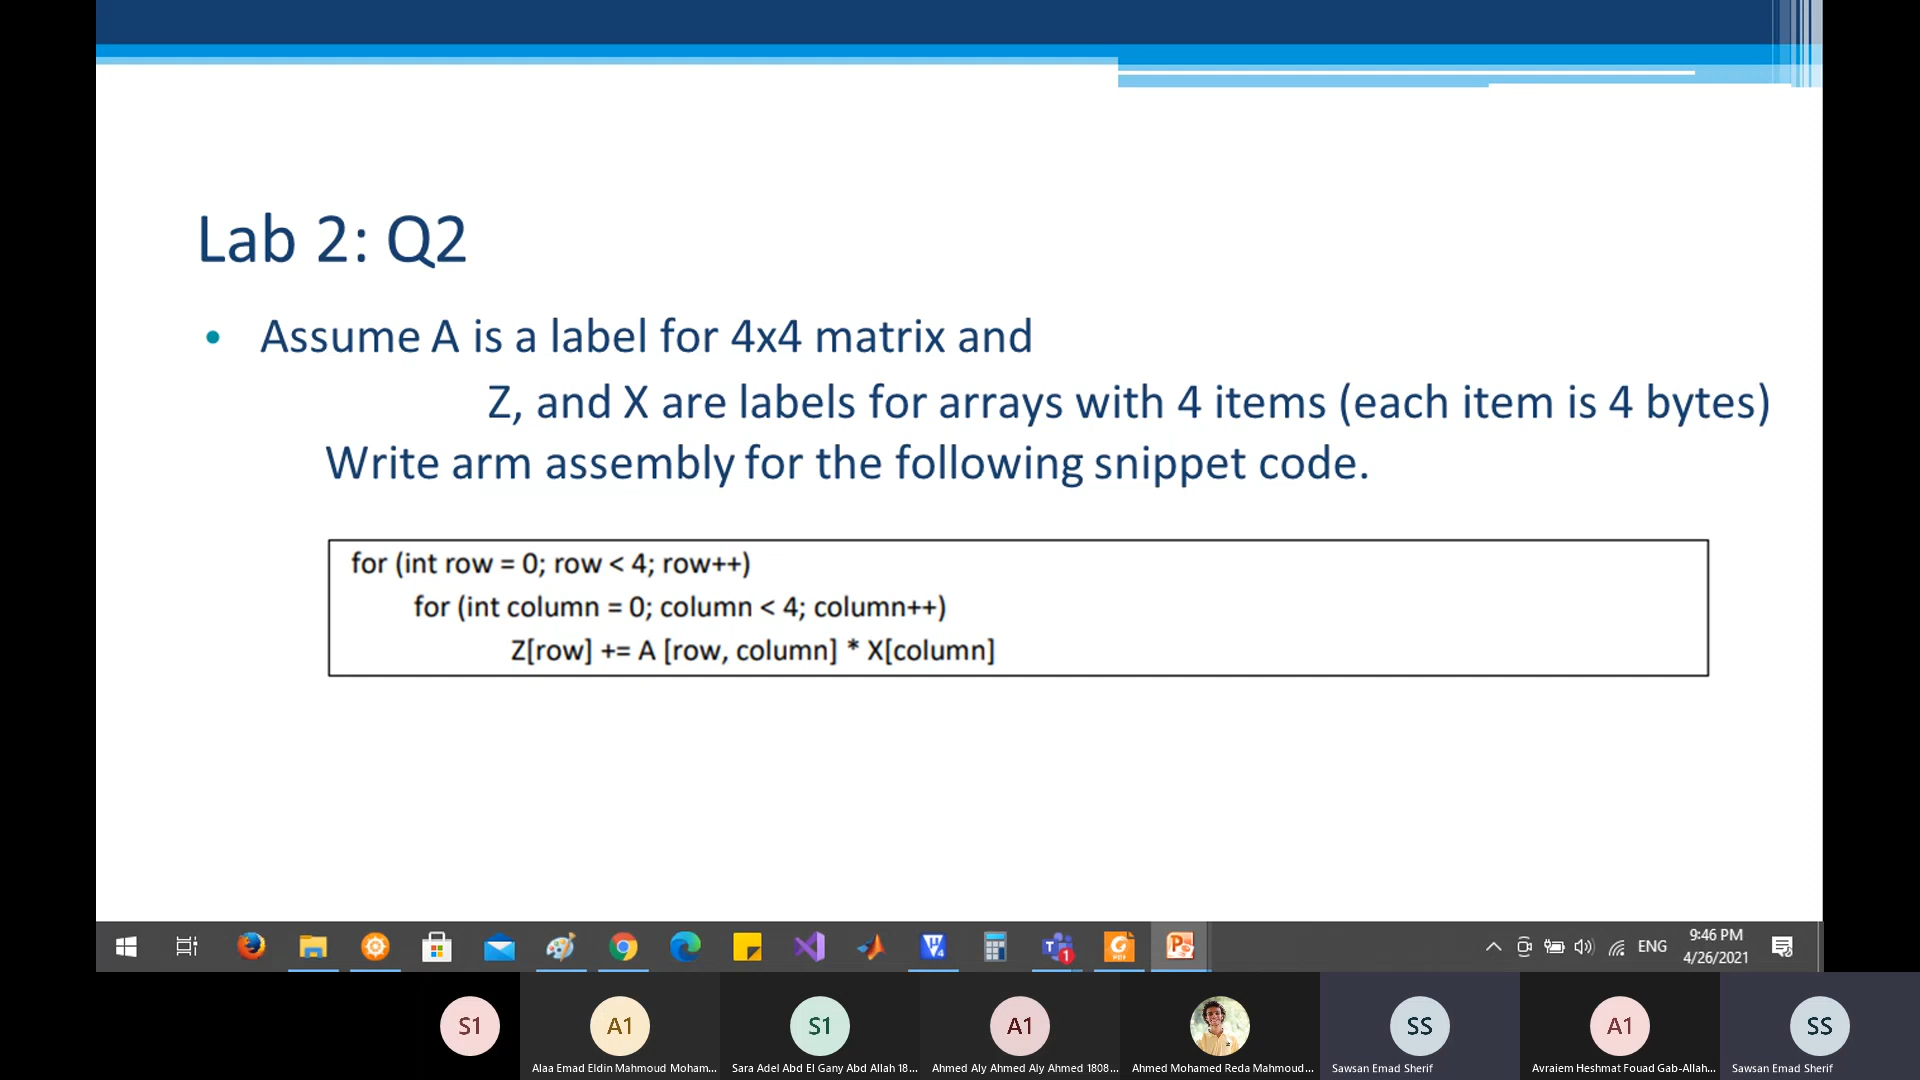 Lab 2: Q2
• Assume A is a label for 4x4 matrix and
Z, and X are labels for arrays with 4 items (each item is 4 bytes)
Write arm assembly for the following snippet code.
for (int row = 0; row < 4; row++)
for (int column = 0; column < 4; column++)
Z[row] += A [row, column] * X[column]
ENG
9:46 PM
4/26/2021
S1
A1
S1
A1
SS
A1
SS
Alaa Emad Eldin Mahmoud Moham...
Sara Adel Abd El Gany Abd Allah 18...
Ahmed Aly Ahmed Aly Ahmed 1808...
Ahmed Mohamed Reda Mahmoud...
Sawsan Emad Sherif
Avraiem Heshmat Fouad Gab-Allah...
Sawsan Emad Sherif